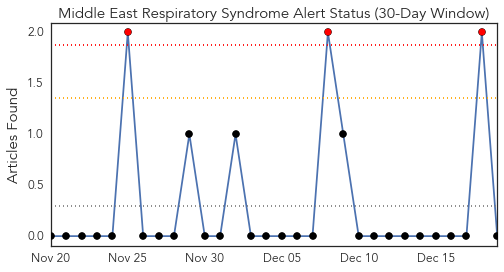 Middle East Respiratory Syndrome Alert Status (30-Day Window)
Articles Found
2.0
1.5
1.0
0.5
0.0
Nov 20 Nov 25 Nov 30 Dec 05 Dec 10 Dec 15